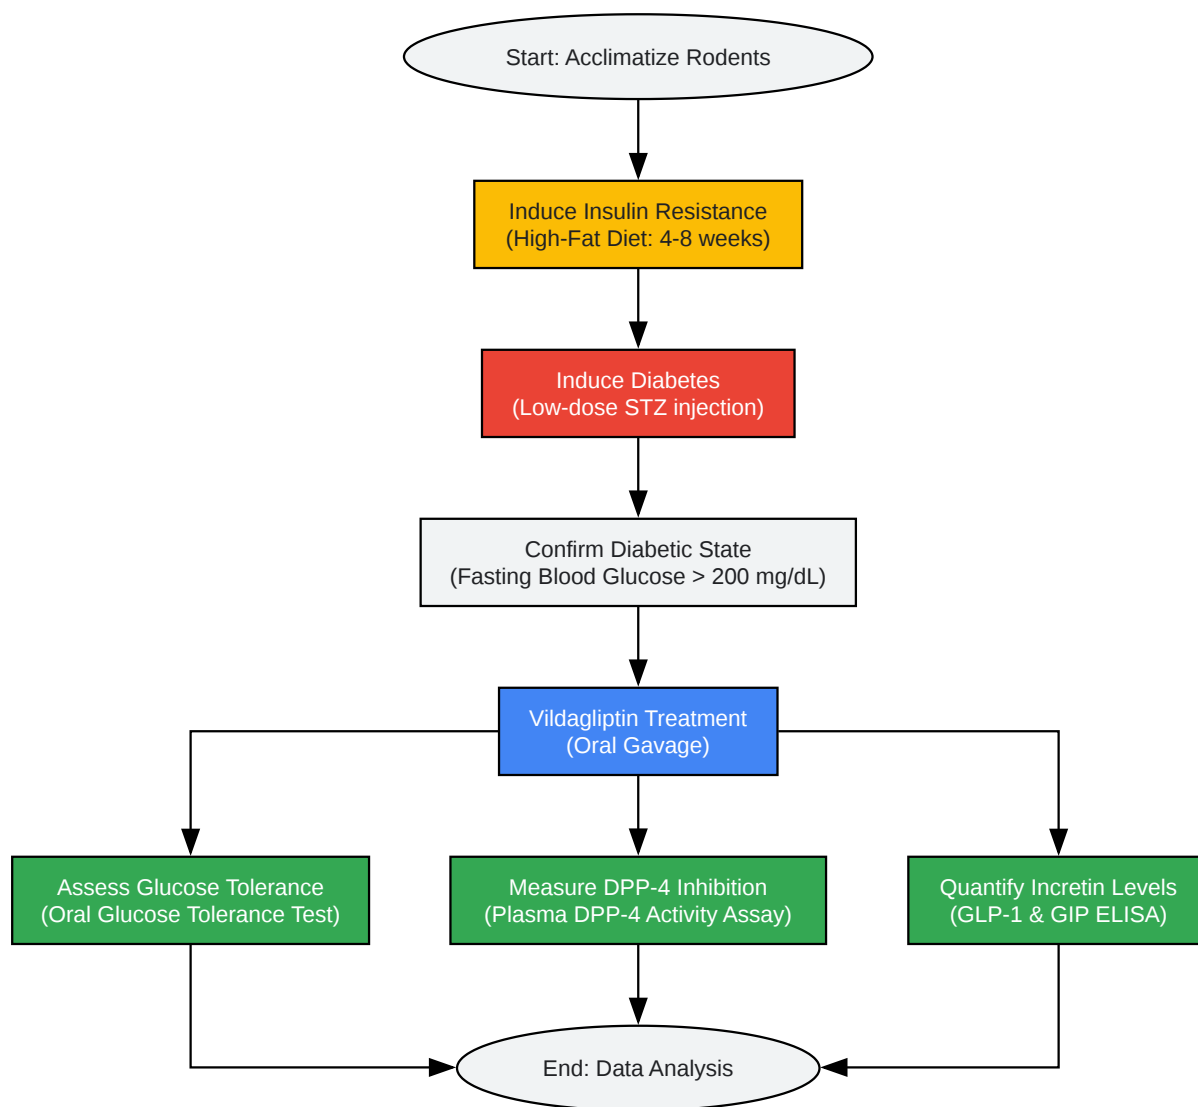 Start: Acclimatize Rodents
Induce Insulin Resistance
(High-Fat Diet: 4-8 weeks)
Induce Diabetes
(Low-dose STZ injection)
Confirm Diabetic State
(Fasting Blood Glucose > 200 mg/dL)
Vildagliptin Treatment
(Oral Gavage)
Assess Glucose Tolerance
(Oral Glucose Tolerance Test)
Measure DPP-4 Inhibition
(Plasma DPP-4 Activity Assay)
Quantify Incretin Levels
(GLP-1 & GIP ELISA)
End: Data Analysis